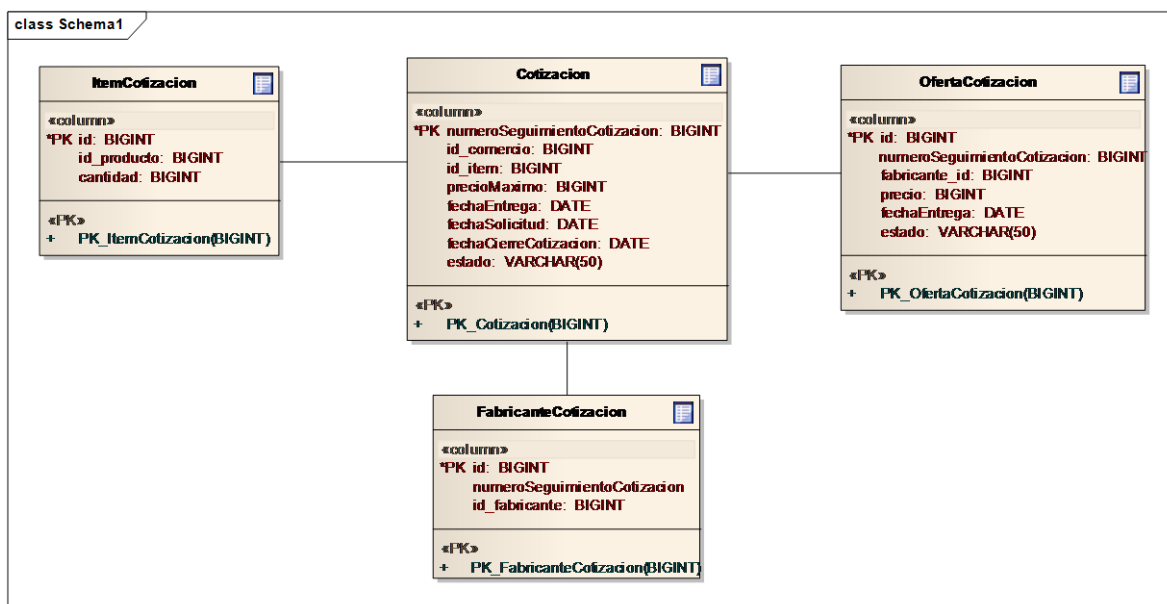 class Schema1
ItemCotizacion
«column»
*PK id: BIGINT
id_producto: BIGINT
cantidad: BIGINT
«PK»
+ PK_ItemCotizacion(BIGINT)
Cotizacion
«column»
*PK numeroSeguimientoCotizacion: BIGINT
id_comercio: BIGINT
id_item: BIGINT
precioMaximo: BIGINT
fechaEntrega: DATE
fechaSolicitud: DATE
fechaCierreCotizacion: DATE
estado: VARCHAR(50)
«PK»
+ PK_Cotizacion(BIGINT)
OfertaCotizacion
«column»
*PK id: BIGINT
numeroSeguimientoCotizacion: BIGINT
fabricante_id: BIGINT
precio: BIGINT
fechaEntrega: DATE
estado: VARCHAR(50)
«PK»
+ PK_OfertaCotizacion(BIGINT)
FabricanteCotizacion
«column»
*PK id: BIGINT
numeroSeguimientoCotizacion
id_fabricante: BIGINT
«PK»
+ PK_FabricanteCotizacion(BIGINT)